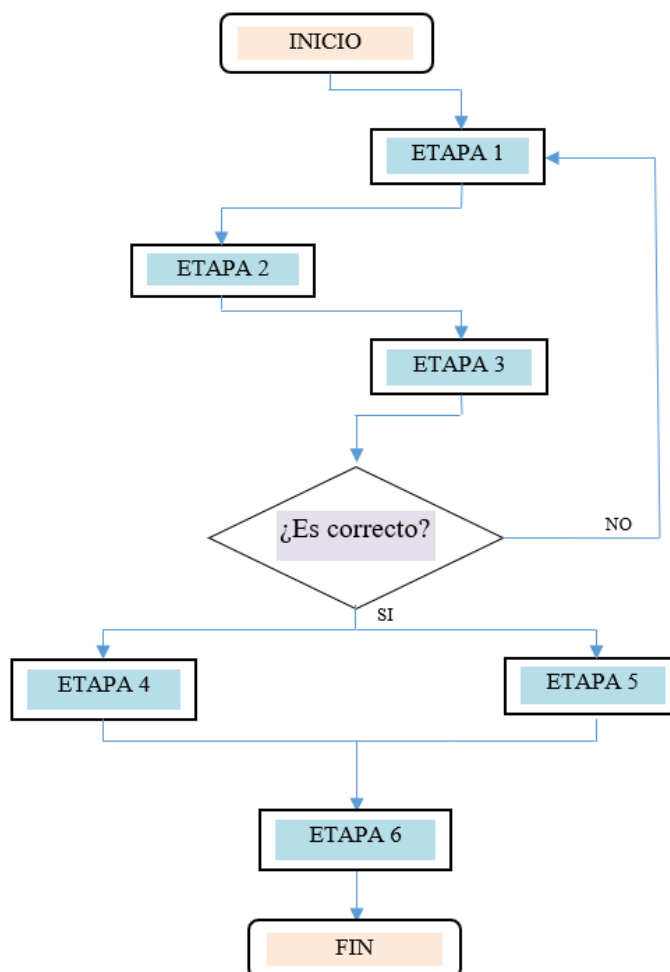 INICIO
ETAPA 1
ETAPA 2
ETAPA 3
¿Es correcto?
NO
SI
ETAPA 4
ETAPA 5
ETAPA 6
FIN